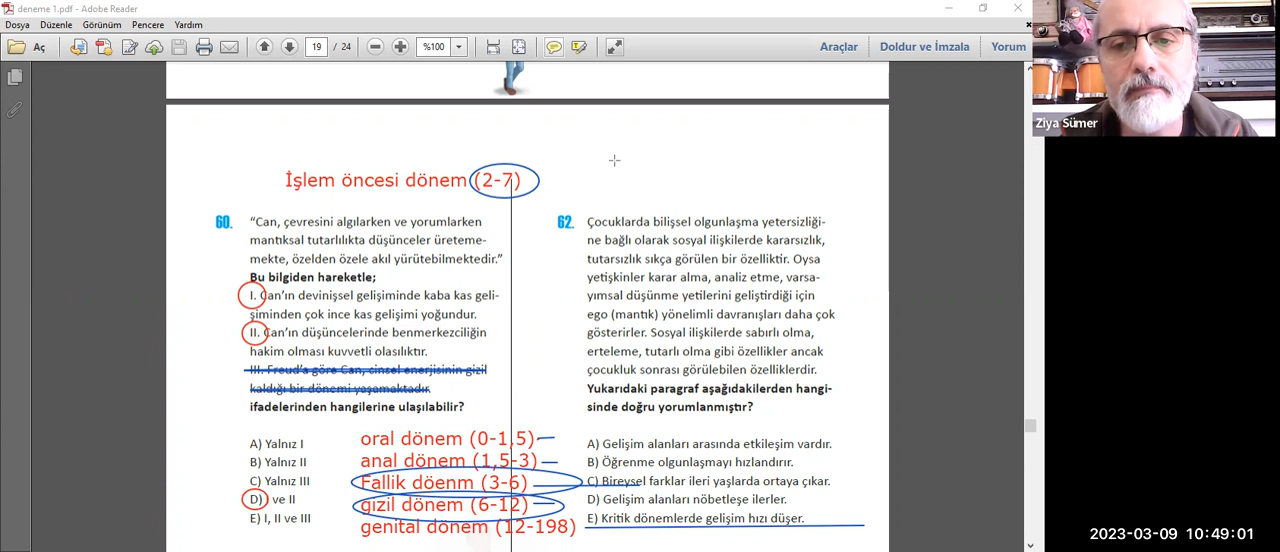 deneme 1.pdf - Adobe Reader
Dosya Düzenle Görünüm Pencere Yardım
Aç
19 / 24
%100
Araçlar
Doldur ve İmzala
Yorum
Ziya Sümer
İşlem öncesi dönem (2-7)
60.
“Can, çevresini algılarken ve yorumlarken
mantıksal tutarlılıkta düşünceler üreteme-
mekte, özelden özele akıl yürütebilmektedir.”
Bu bilgiden hareketle;
I. Can’ın devinişsel gelişiminde kaba kas geli-
şiminden çok ince kas gelişimi yoğundur.
II. Can’ın düşüncelerinde benmerkezciliğin
hakim olması kuvvetli olasılıktır.
III. Freud’a göre Can, cinsel enerjisinin gizil
kaldığı bir dönemi yaşamaktadır.
ifadelerinden hangilerine ulaşılabilir?
A) Yalnız I
B) Yalnız II
C) Yalnız III
D) I ve II
E) I, II ve III
oral dönem (0-1,5)
anal dönem (1,5-3)
Fallik döenm (3-6)
gızil dönem (6-12)
genital dönem (12-198)
62.
Çocuklarda bilişsel olgunlaşma yetersizliği-
ne bağlı olarak sosyal ilişkilerde kararsızlık,
tutarsızlık sıkça görülen bir özelliktir. Oysa
yetişkinler karar alma, analiz etme, varsa-
yımsal düşünme yetilerini geliştirdiği için
ego (mantık) yönelimli davranışları daha çok
gösterirler. Sosyal ilişkilerde sabırlı olma,
erteleme, tutarlı olma gibi özellikler ancak
çocukluk sonrası görülebilen özelliklerdir.
Yukarıdaki paragraf aşağıdakilerden hangi-
sinde doğru yorumlanmıştır?
A) Gelişim alanları arasında etkileşim vardır.
B) Öğrenme olgunlaşmayı hızlandırır.
C) Bireysel farklar ileri yaşlarda ortaya çıkar.
D) Gelişim alanları nöbetleşe ilerler.
E) Kritik dönemlerde gelişim hızı düşer.
2023-03-09 10:49:01